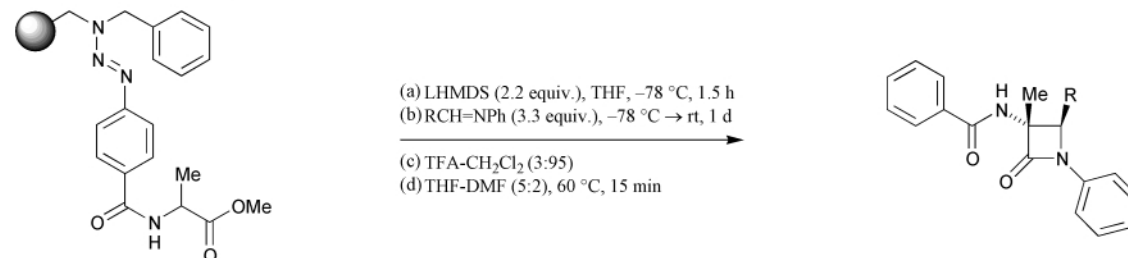 N
N
N
Me
O
N
H
OMe
O
(a) LHMDS (2.2 equiv.), THF, –78 °C, 1.5 h
(b) RCH=NPh (3.3 equiv.), –78 °C → rt, 1 d
(c) TFA-CH₂Cl₂ (3:95)
(d) THF-DMF (5:2), 60 °C, 15 min
H
N
Me
R
O
O
N